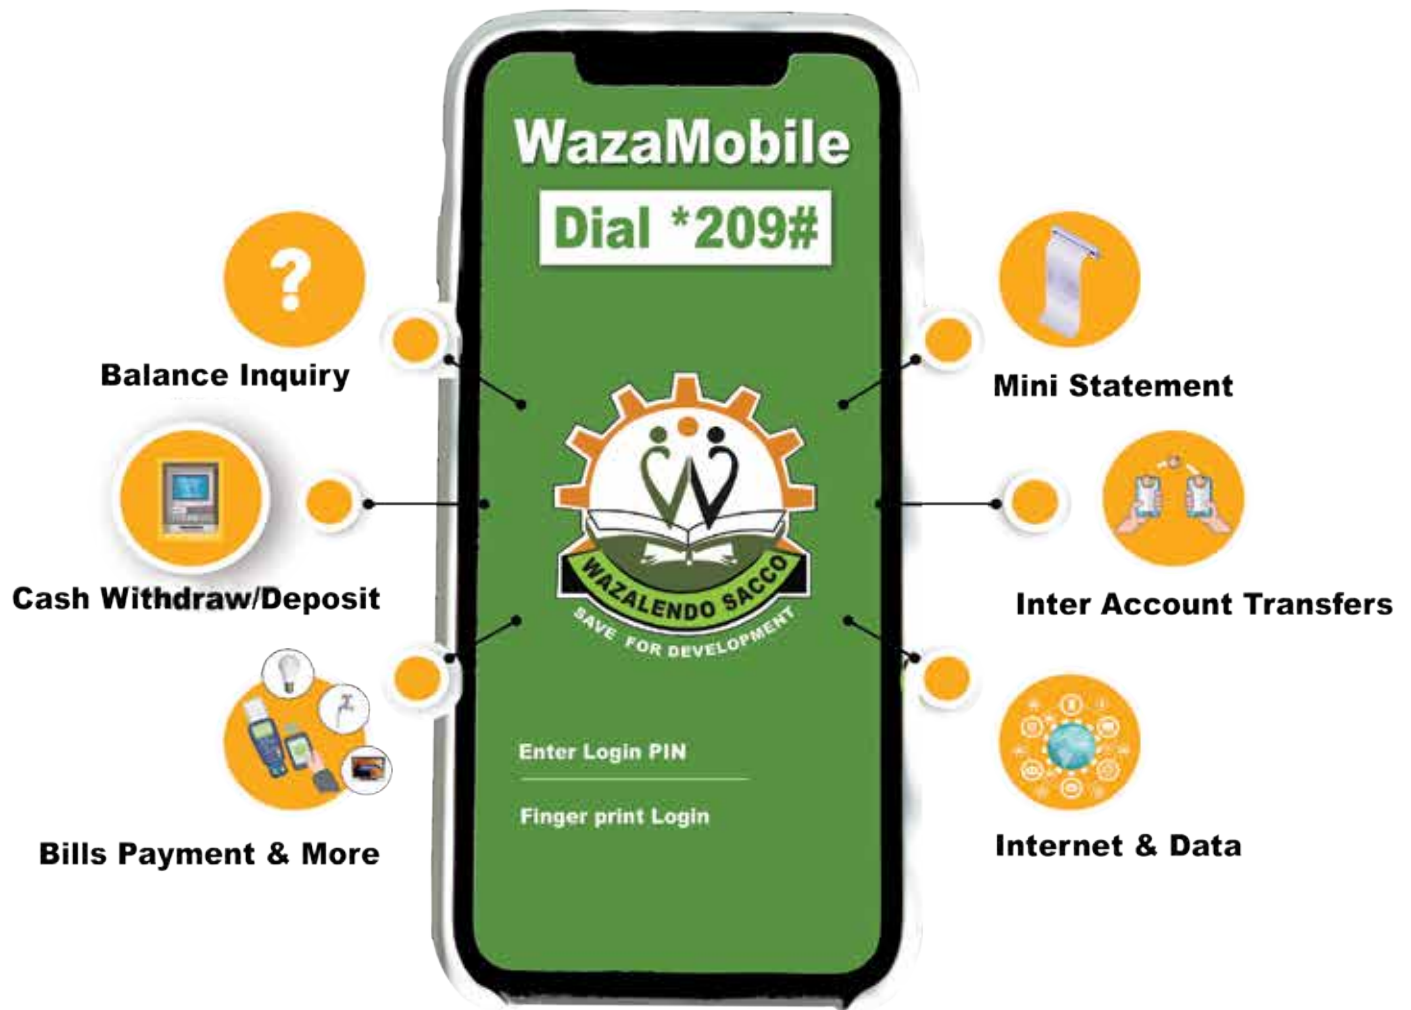 WazaMobile
Dial *209#
Balance Inquiry
Mini Statement
Cash Withdraw/Deposit
Inter Account Transfers
WAZALENDO SACCO
SAVE FOR DEVELOPMENT
Enter Login PIN
Finger print Login
Bills Payment & More
Internet & Data